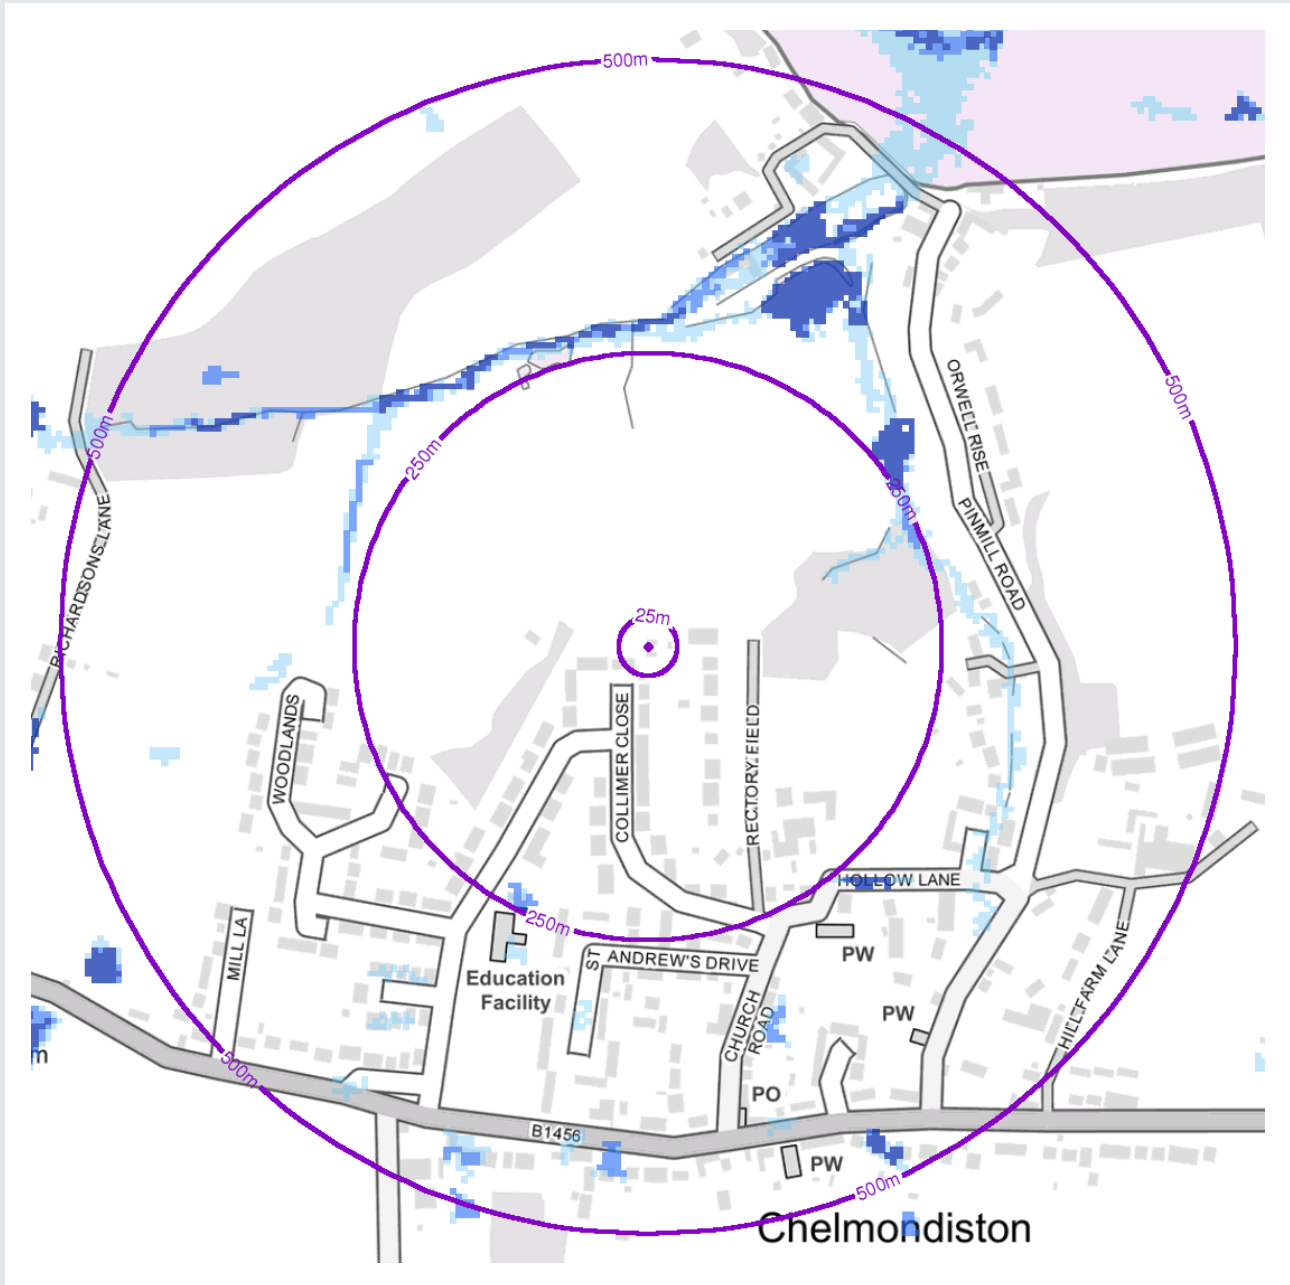 500m
500m
ORWELL RISE
500m
250m
250m
RICHARDSONS LANE
PINMILL ROAD
25m
WOODLANDS
COLLIMER CLOSE
RECTORY FIELD
HOLLOW LANE
250m
MILL LA
ST ANDREW'S DRIVE
PW
HILL FARM LANE
Education
Facility
CHURCH
ROAD
PW
m
500m
PO
B1456
PW
500m
Chelmondiston